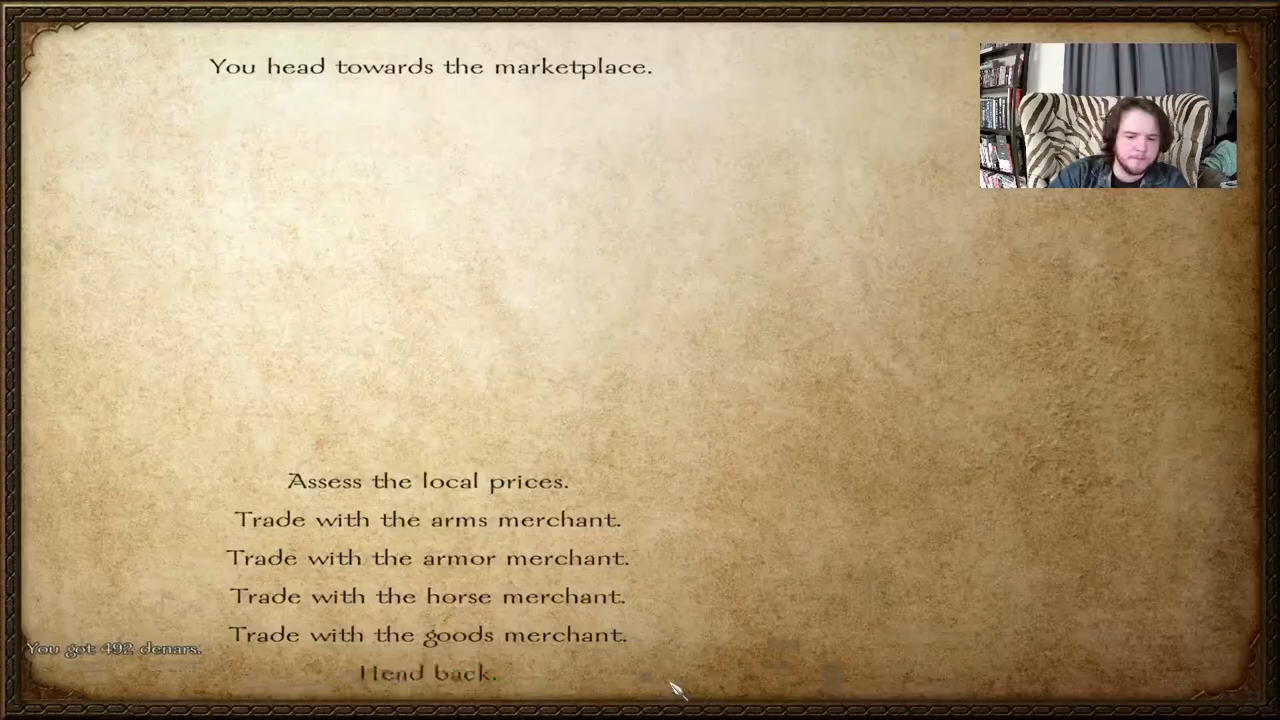 You head towards the marketplace.
Assess the local prices.
Trade with the arms merchant.
Trade with the armor merchant.
Trade with the horse merchant.
Trade with the goods merchant.
You got 492 denars.
Head back.